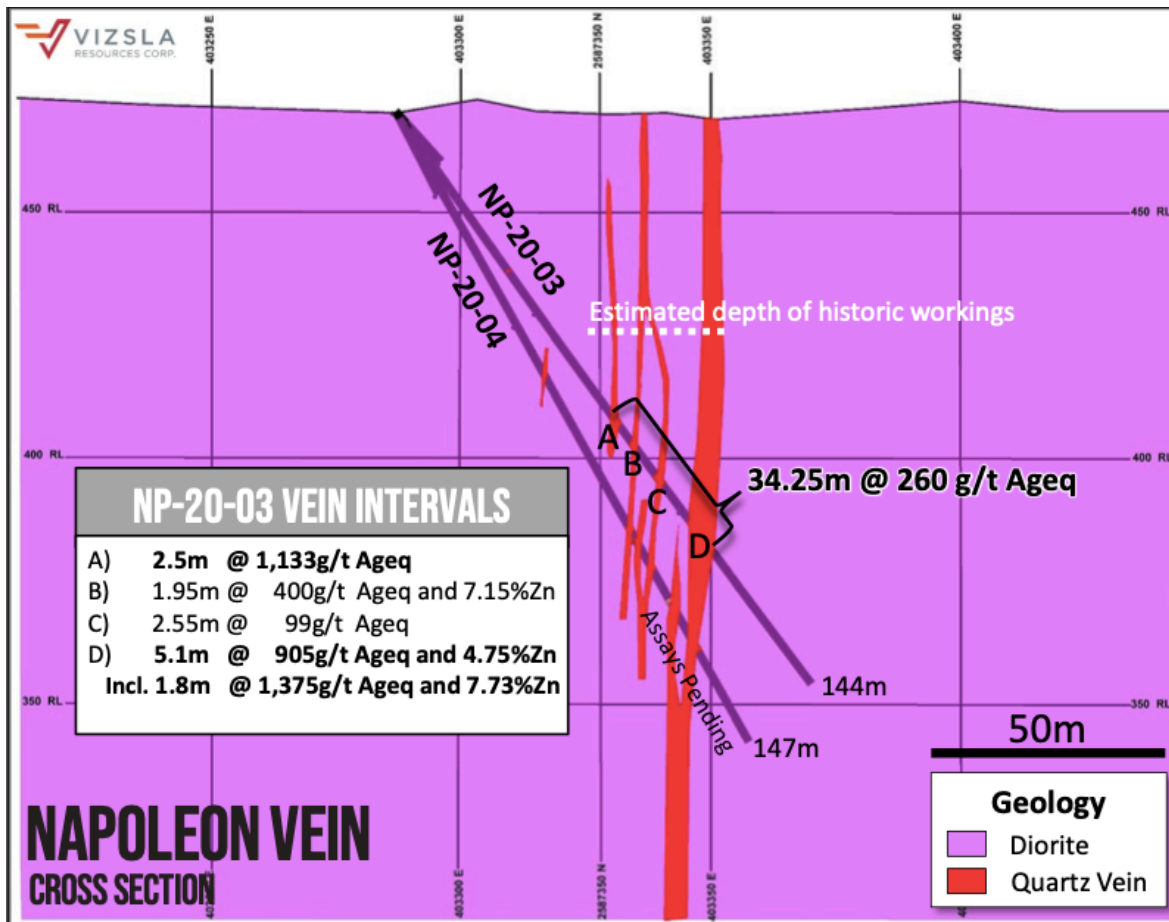 VIZSLA
RESOURCES CORP.
403250 E
403300 E
2587350 N
403350 E
403400 E
450 RL
450 RL
NP-20-03
NP-20-04
Estimated depth of historic workings
A
B
C
D
400 RL
400 RL
34.25m @ 260 g/t Ageq
NP-20-03 VEIN INTERVALS
A) 2.5m @ 1,133g/t Ageq
B) 1.95m @ 400g/t Ageq and 7.15%Zn
C) 2.55m @ 99g/t Ageq
D) 5.1m @ 905g/t Ageq and 4.75%Zn
Incl. 1.8m @ 1,375g/t Ageq and 7.73%Zn
Assays Pending
350 RL
350 RL
144m
147m
50m
Geology
Diorite
Quartz Vein
NAPOLEON VEIN
CROSS SECTION
403300 E
2587350 N
403350 E
403400 E